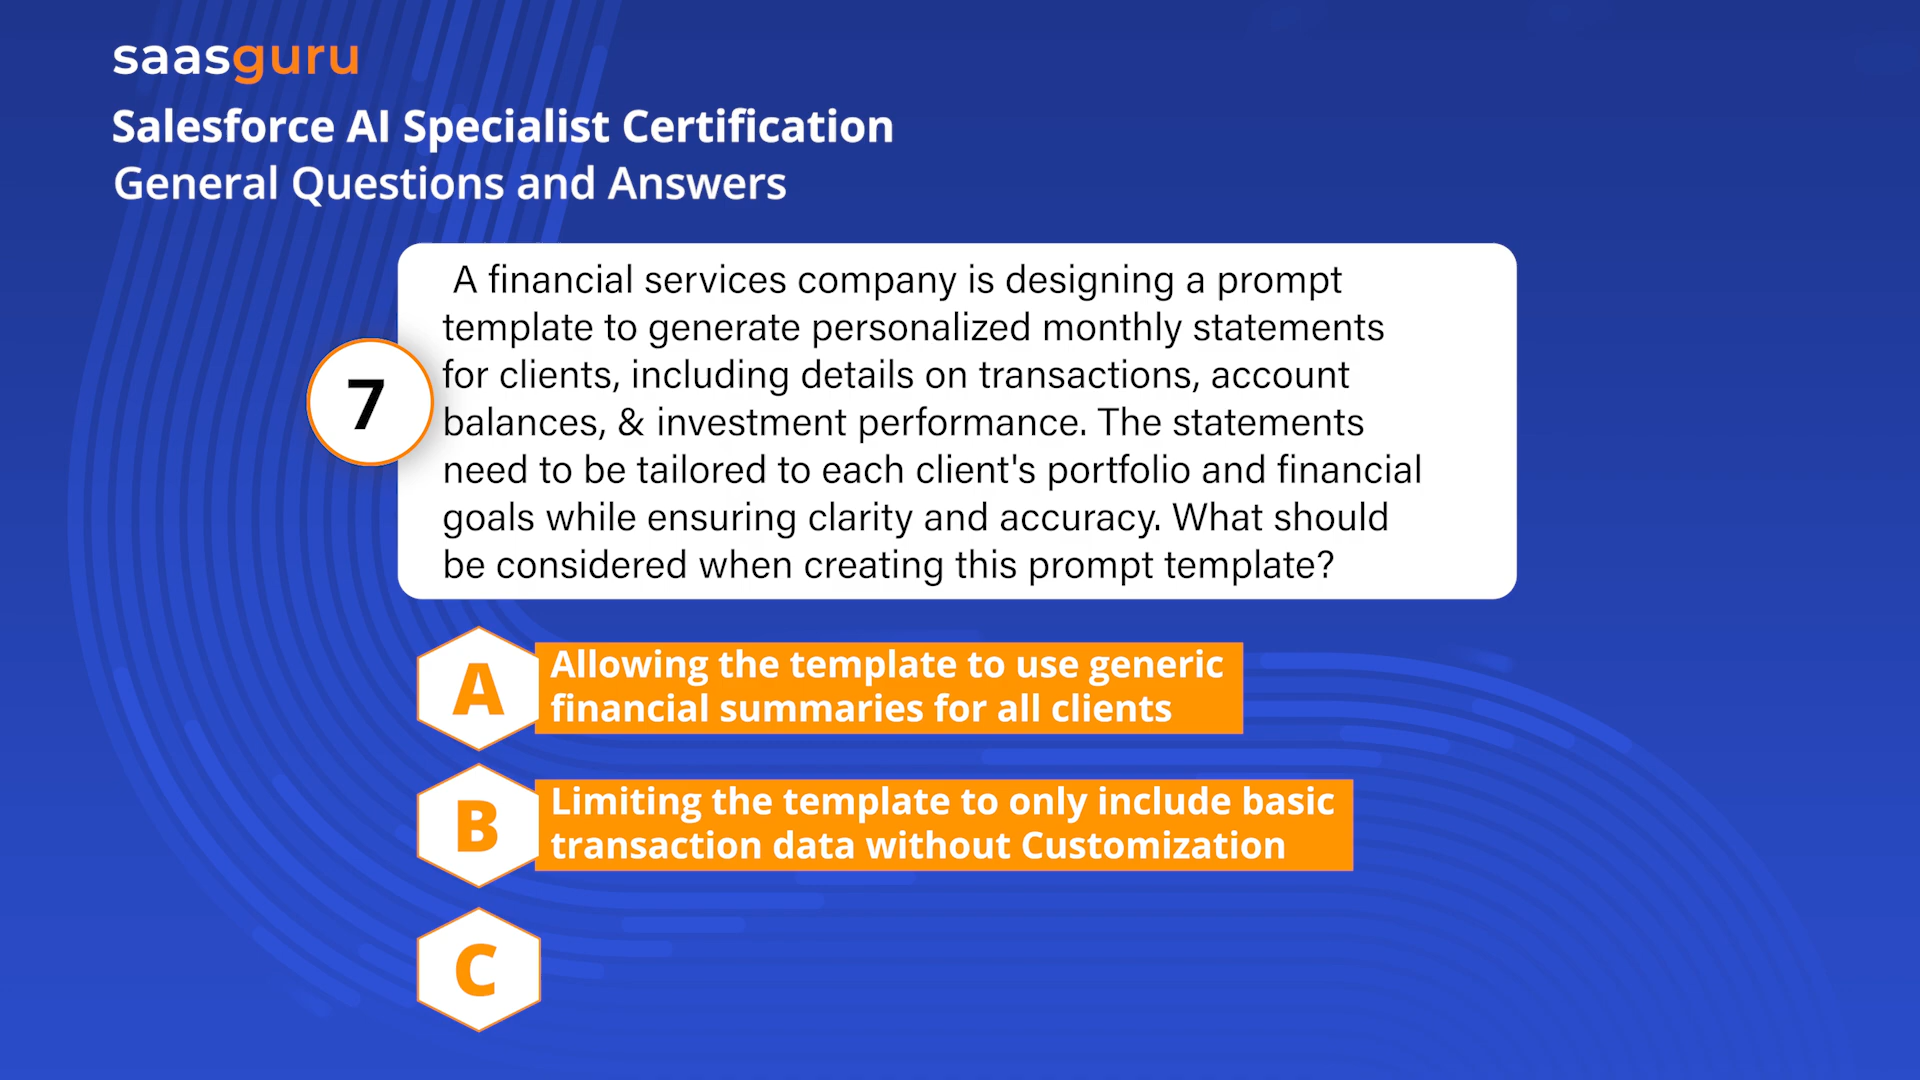 saasguru
Salesforce AI Specialist Certification
General Questions and Answers
7
A financial services company is designing a prompt
template to generate personalized monthly statements
for clients, including details on transactions, account
balances, & investment performance. The statements
need to be tailored to each client's portfolio and financial
goals while ensuring clarity and accuracy. What should
be considered when creating this prompt template?
A
Allowing the template to use generic
financial summaries for all clients
B
Limiting the template to only include basic
transaction data without Customization
C